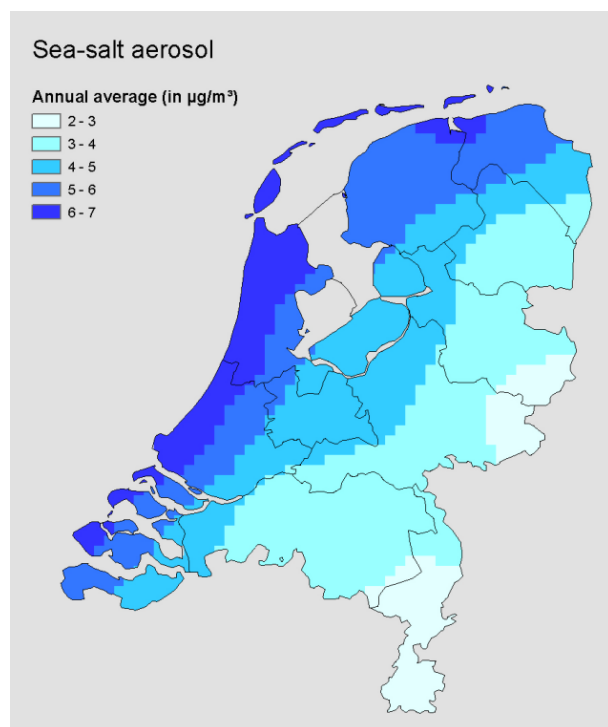 Sea-salt aerosol
Annual average (in µg/m³)
2 - 3
3 - 4
4 - 5
5 - 6
6 - 7